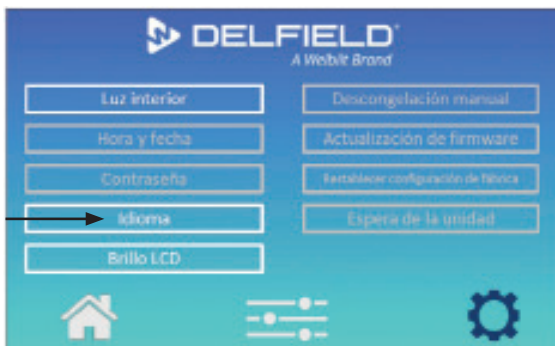 DELFIELD
A Welbilt Brand
Luz interior
Hora y fecha
Contraseña
Idioma
Brillo LCD
Descongelación manual
Actualización de firmware
Restablecer configuración de fábrica
Espera de la unidad